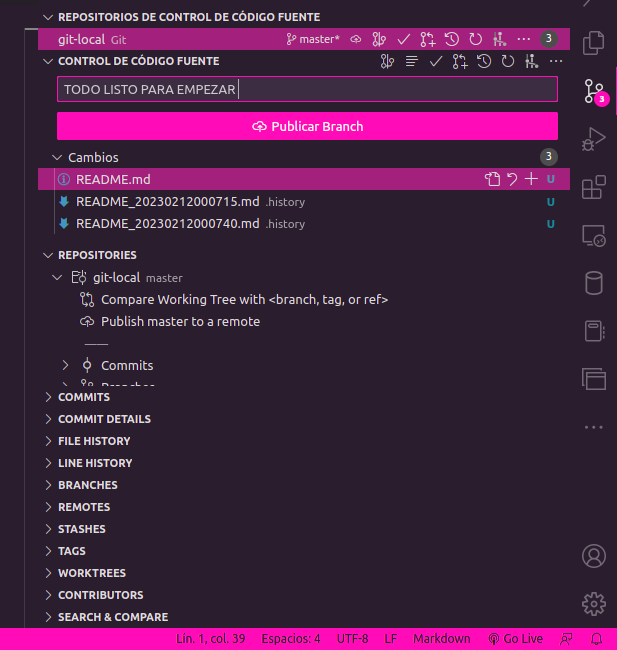 REPOSITORIOS DE CONTROL DE CÓDIGO FUENTE
git-local Git master* 3
CONTROL DE CÓDIGO FUENTE
TODO LISTO PARA EMPEZAR
Publicar Branch
Cambios 3
README.md U
README_20230212000715.md .history U
README_20230212000740.md .history U
REPOSITORIES
git-local master
Compare Working Tree with <branch, tag, or ref>
Publish master to a remote
Commits
Branches
COMMITS
COMMIT DETAILS
FILE HISTORY
LINE HISTORY
BRANCHES
REMOTES
STASHES
TAGS
WORKTREES
CONTRIBUTORS
SEARCH & COMPARE
3
Lín. 1, col. 39 Espacios: 4 UTF-8 LF Markdown Go Live